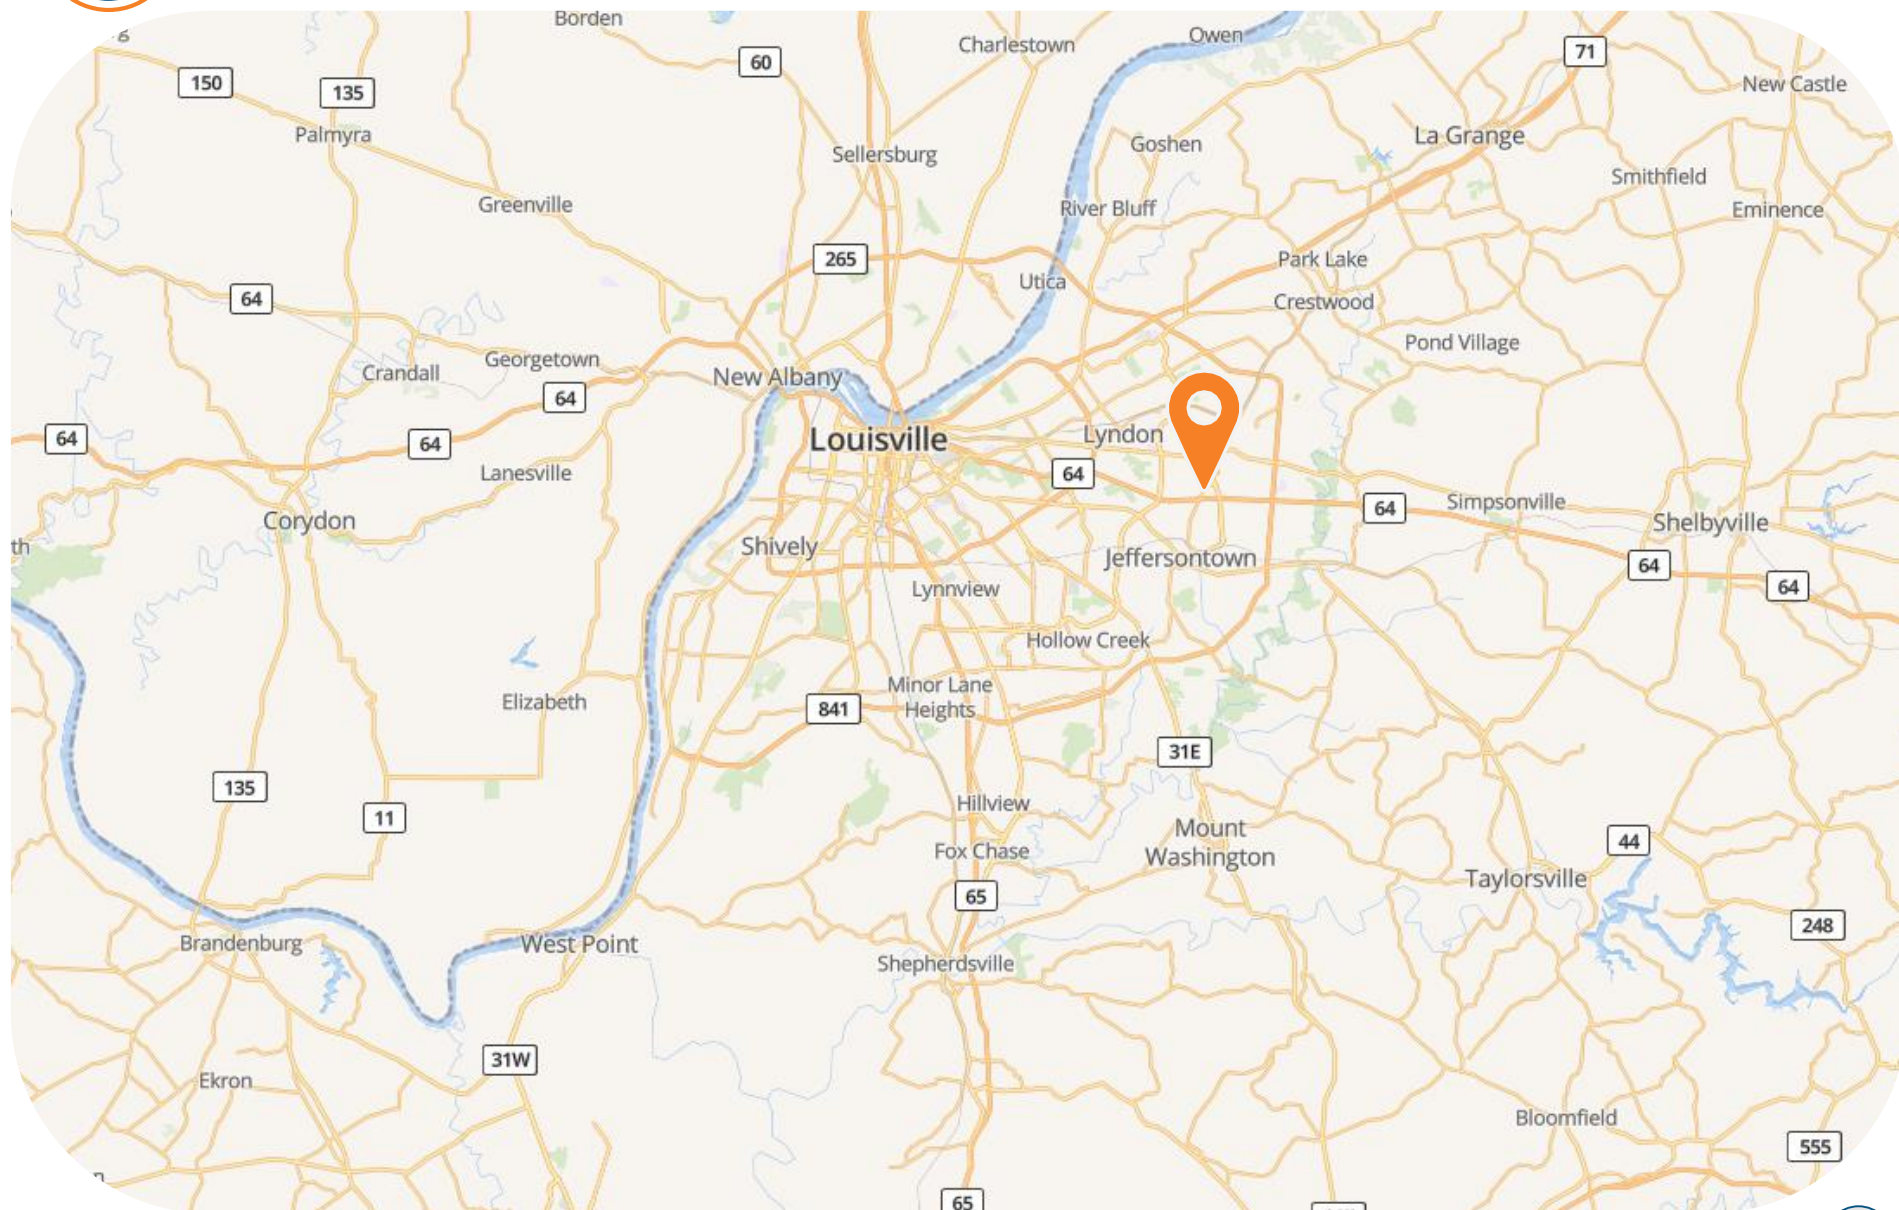 Borden
Owen
Charlestown
71
60
150
135
New Castle
Palmyra
La Grange
Goshen
Sellersburg
Smithfield
Greenville
River Bluff
Eminence
265
Park Lake
Utica
64
Crestwood
Pond Village
Georgetown
Crandall
New Albany
64
Lyndon
64
64
Louisville
Lanesville
64
Simpsonville
64
Corydon
Shelbyville
Shively
Jeffersontown
th
64
64
Lynnview
Hollow Creek
Minor Lane
Heights
Elizabeth
841
31E
135
11
Hillview
Mount
Washington
44
Fox Chase
Taylorsville
65
248
Brandenburg
West Point
Shepherdsville
31W
Ekron
Bloomfield
555
n
65